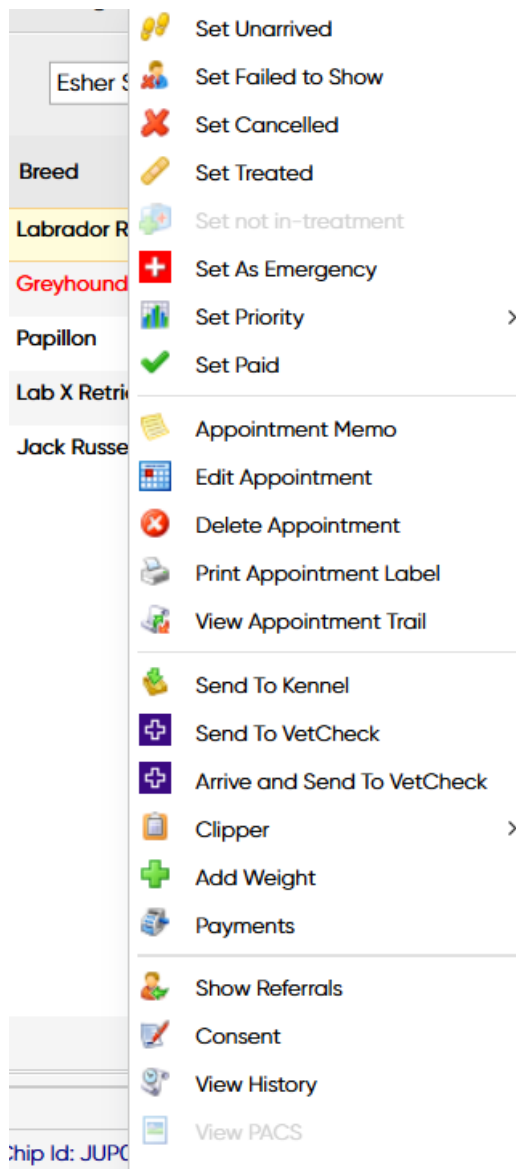 Esher S
Breed
Labrador R
Greyhound
Papillon
Lab X Retri
Jack Russe
Set Unarrived
Set Failed to Show
Set Cancelled
Set Treated
Set not in-treatment
Set As Emergency
Set Priority
Set Paid
Appointment Memo
Edit Appointment
Delete Appointment
Print Appointment Label
View Appointment Trail
Send To Kennel
Send To VetCheck
Arrive and Send To VetCheck
Clipper
Add Weight
Payments
Show Referrals
Consent
View History
View PACS
Chip Id: JUP